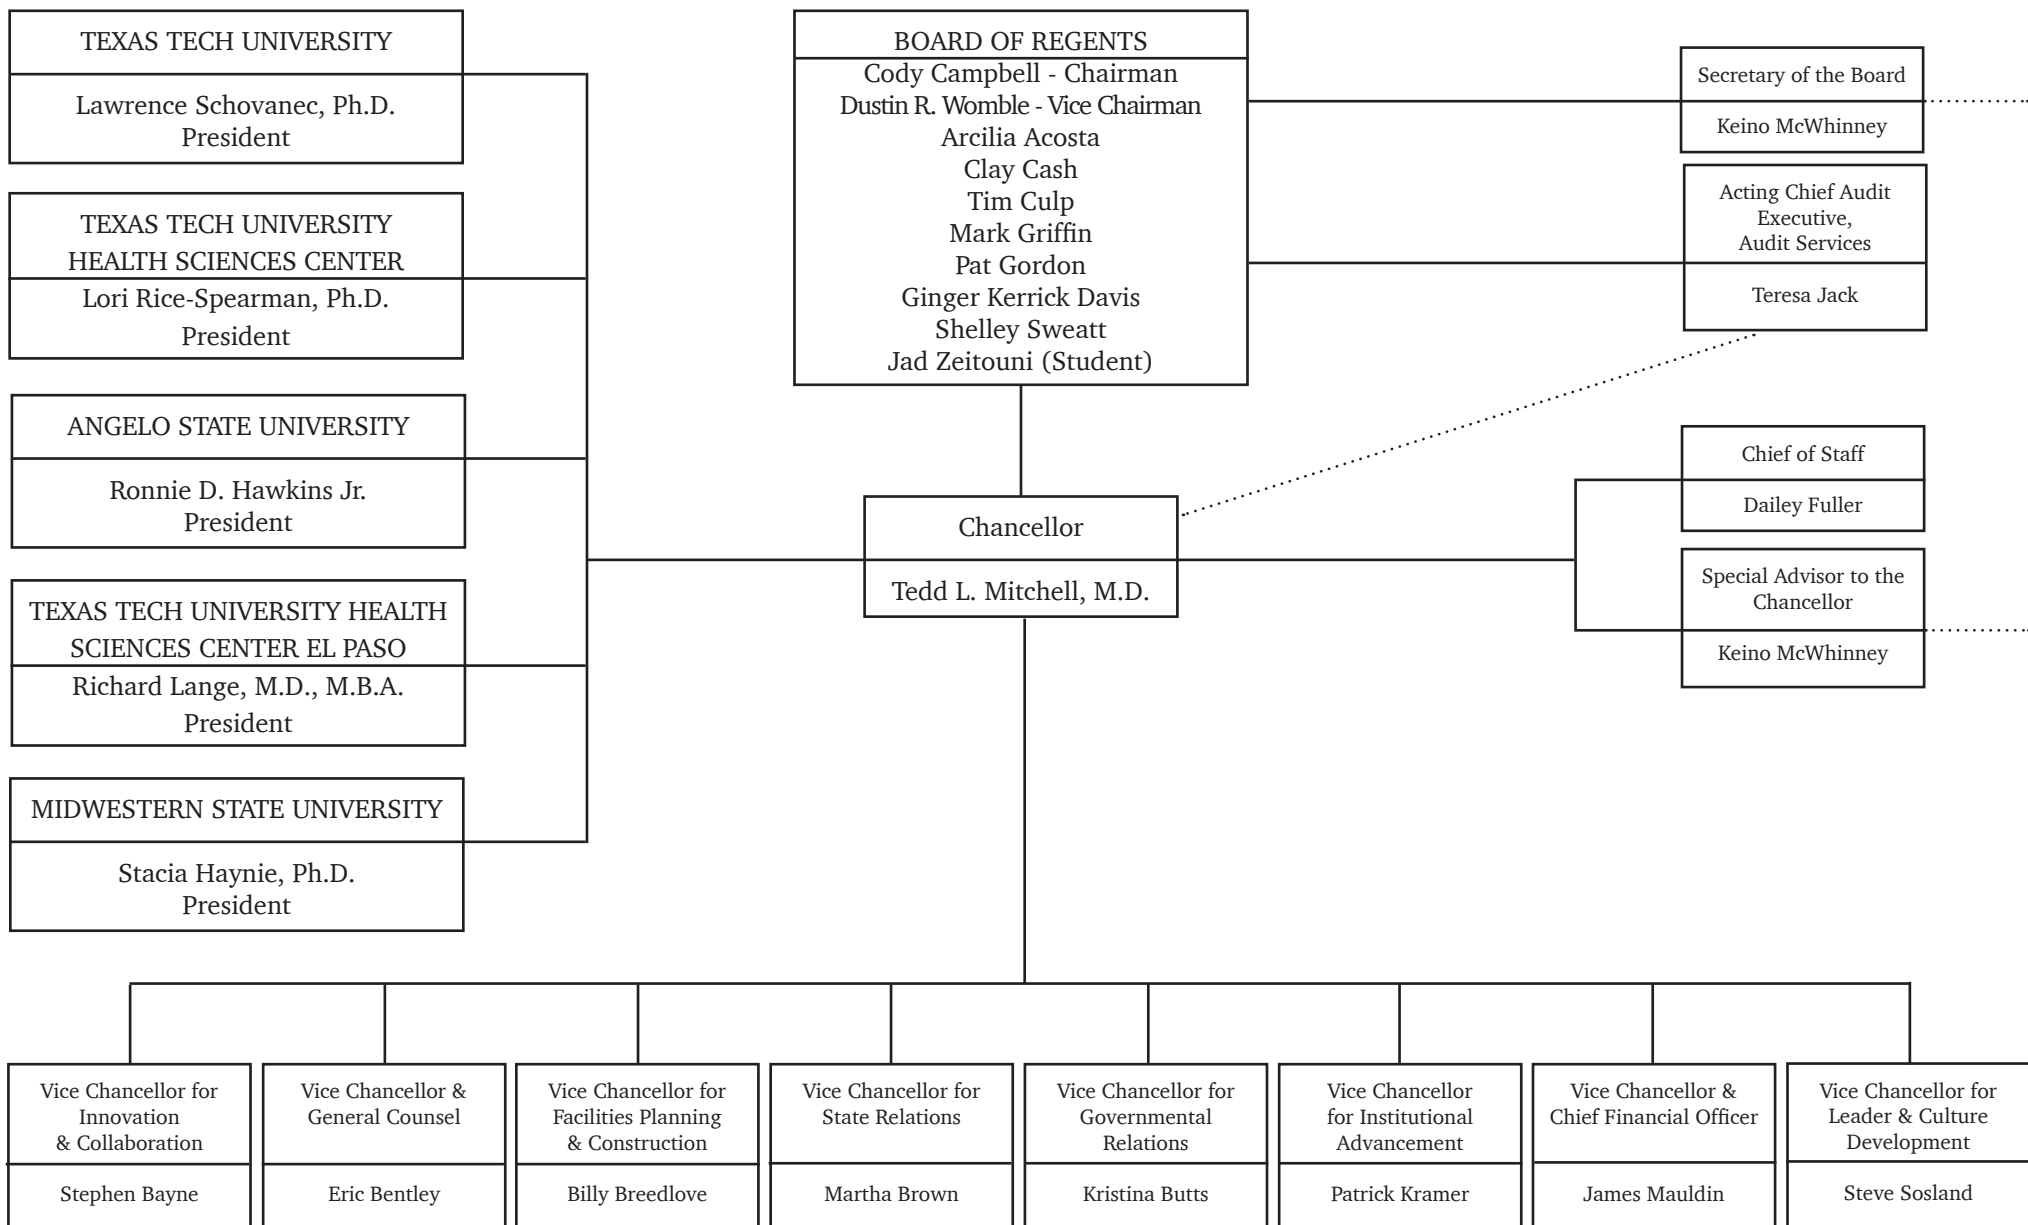 TEXAS TECH UNIVERSITY
Lawrence Schovanec, Ph.D.
President
TEXAS TECH UNIVERSITY
HEALTH SCIENCES CENTER
Lori Rice-Spearman, Ph.D.
President
ANGELO STATE UNIVERSITY
Ronnie D. Hawkins Jr.
President
TEXAS TECH UNIVERSITY HEALTH
SCIENCES CENTER EL PASO
Richard Lange, M.D., M.B.A.
President
MIDWESTERN STATE UNIVERSITY
Stacia Haynie, Ph.D.
President
BOARD OF REGENTS
Cody Campbell - Chairman
Dustin R. Womble - Vice Chairman
Arcilia Acosta
Clay Cash
Tim Culp
Mark Griffin
Pat Gordon
Ginger Kerrick Davis
Shelley Sweatt
Jad Zeitouni (Student)
Chancellor
Tedd L. Mitchell, M.D.
Secretary of the Board
Keino McWhinney
Acting Chief Audit
Executive,
Audit Services
Teresa Jack
Chief of Staff
Dailey Fuller
Special Advisor to the
Chancellor
Keino McWhinney
Vice Chancellor for
Innovation
& Collaboration
Stephen Bayne
Vice Chancellor &
General Counsel
Eric Bentley
Vice Chancellor for
Facilities Planning
& Construction
Billy Breedlove
Vice Chancellor for
State Relations
Martha Brown
Vice Chancellor for
Governmental
Relations
Kristina Butts
Vice Chancellor
for Institutional
Advancement
Patrick Kramer
Vice Chancellor &
Chief Financial Officer
James Mauldin
Vice Chancellor for
Leader & Culture
Development
Steve Sosland